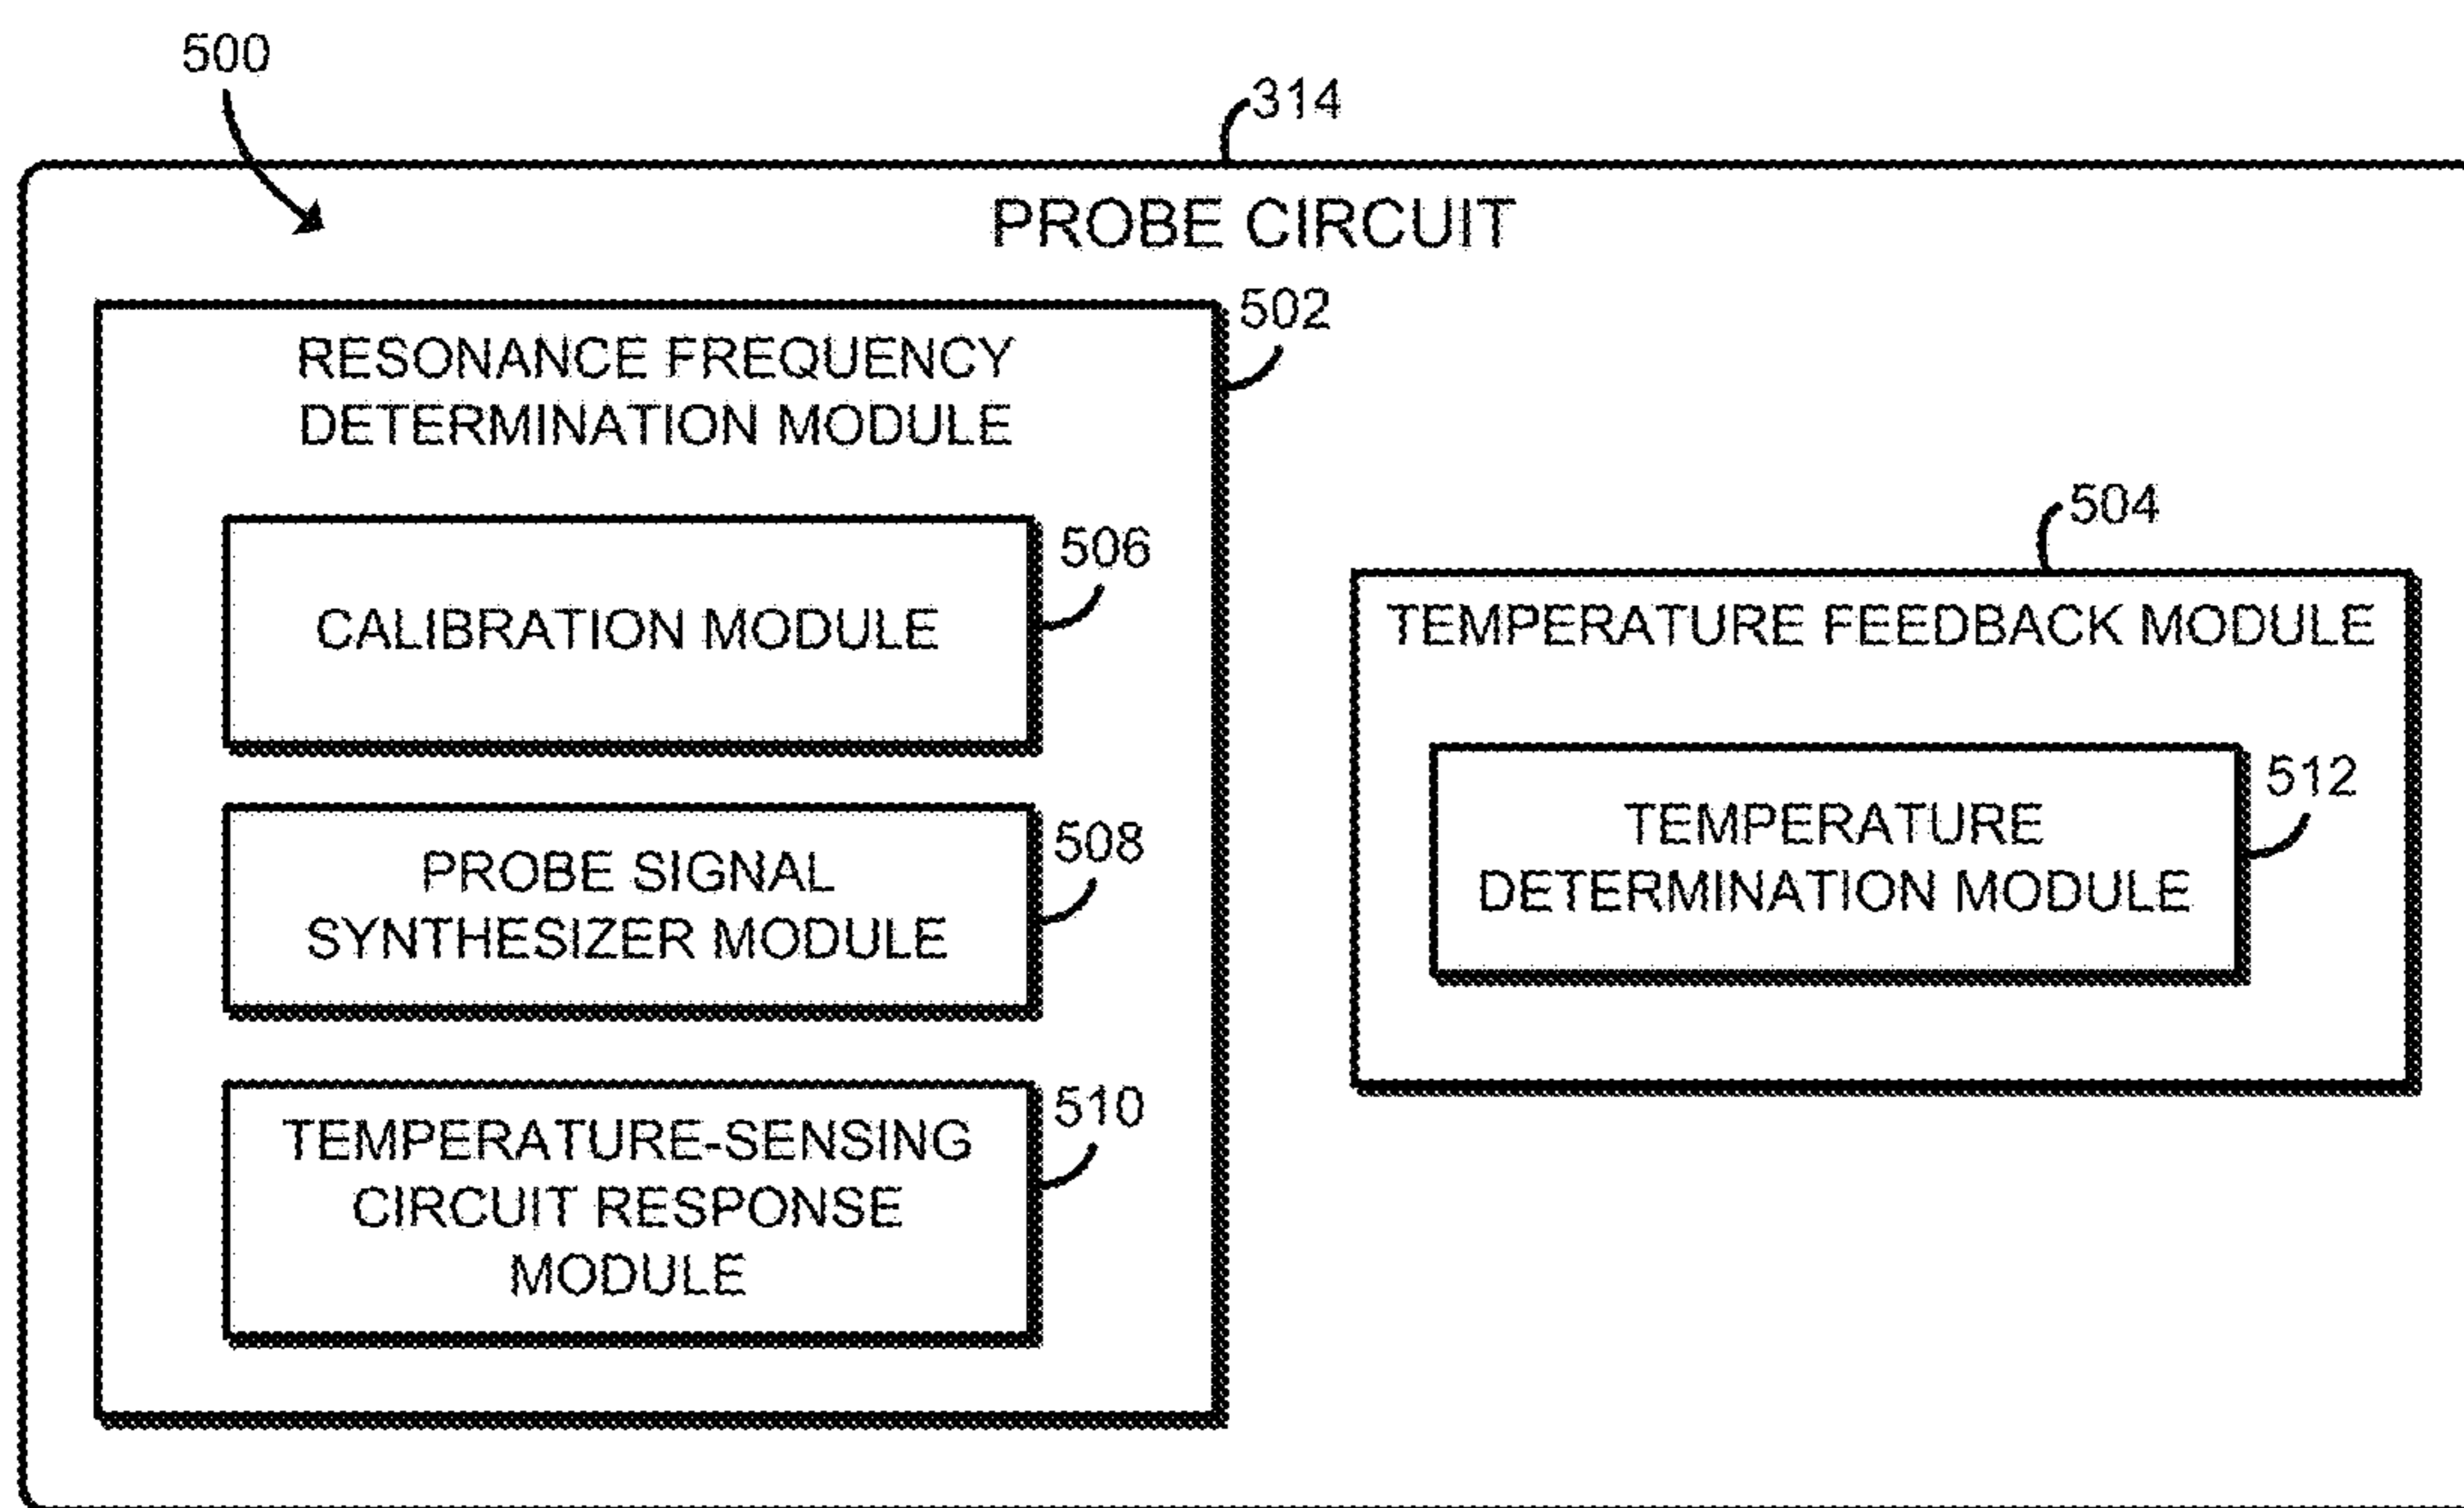 500
314
PROBE CIRCUIT
502
RESONANCE FREQUENCY
DETERMINATION MODULE
506
CALIBRATION MODULE
508
PROBE SIGNAL
SYNTHESIZER MODULE
510
TEMPERATURE-SENSING
CIRCUIT RESPONSE
MODULE
504
TEMPERATURE FEEDBACK MODULE
512
TEMPERATURE
DETERMINATION MODULE